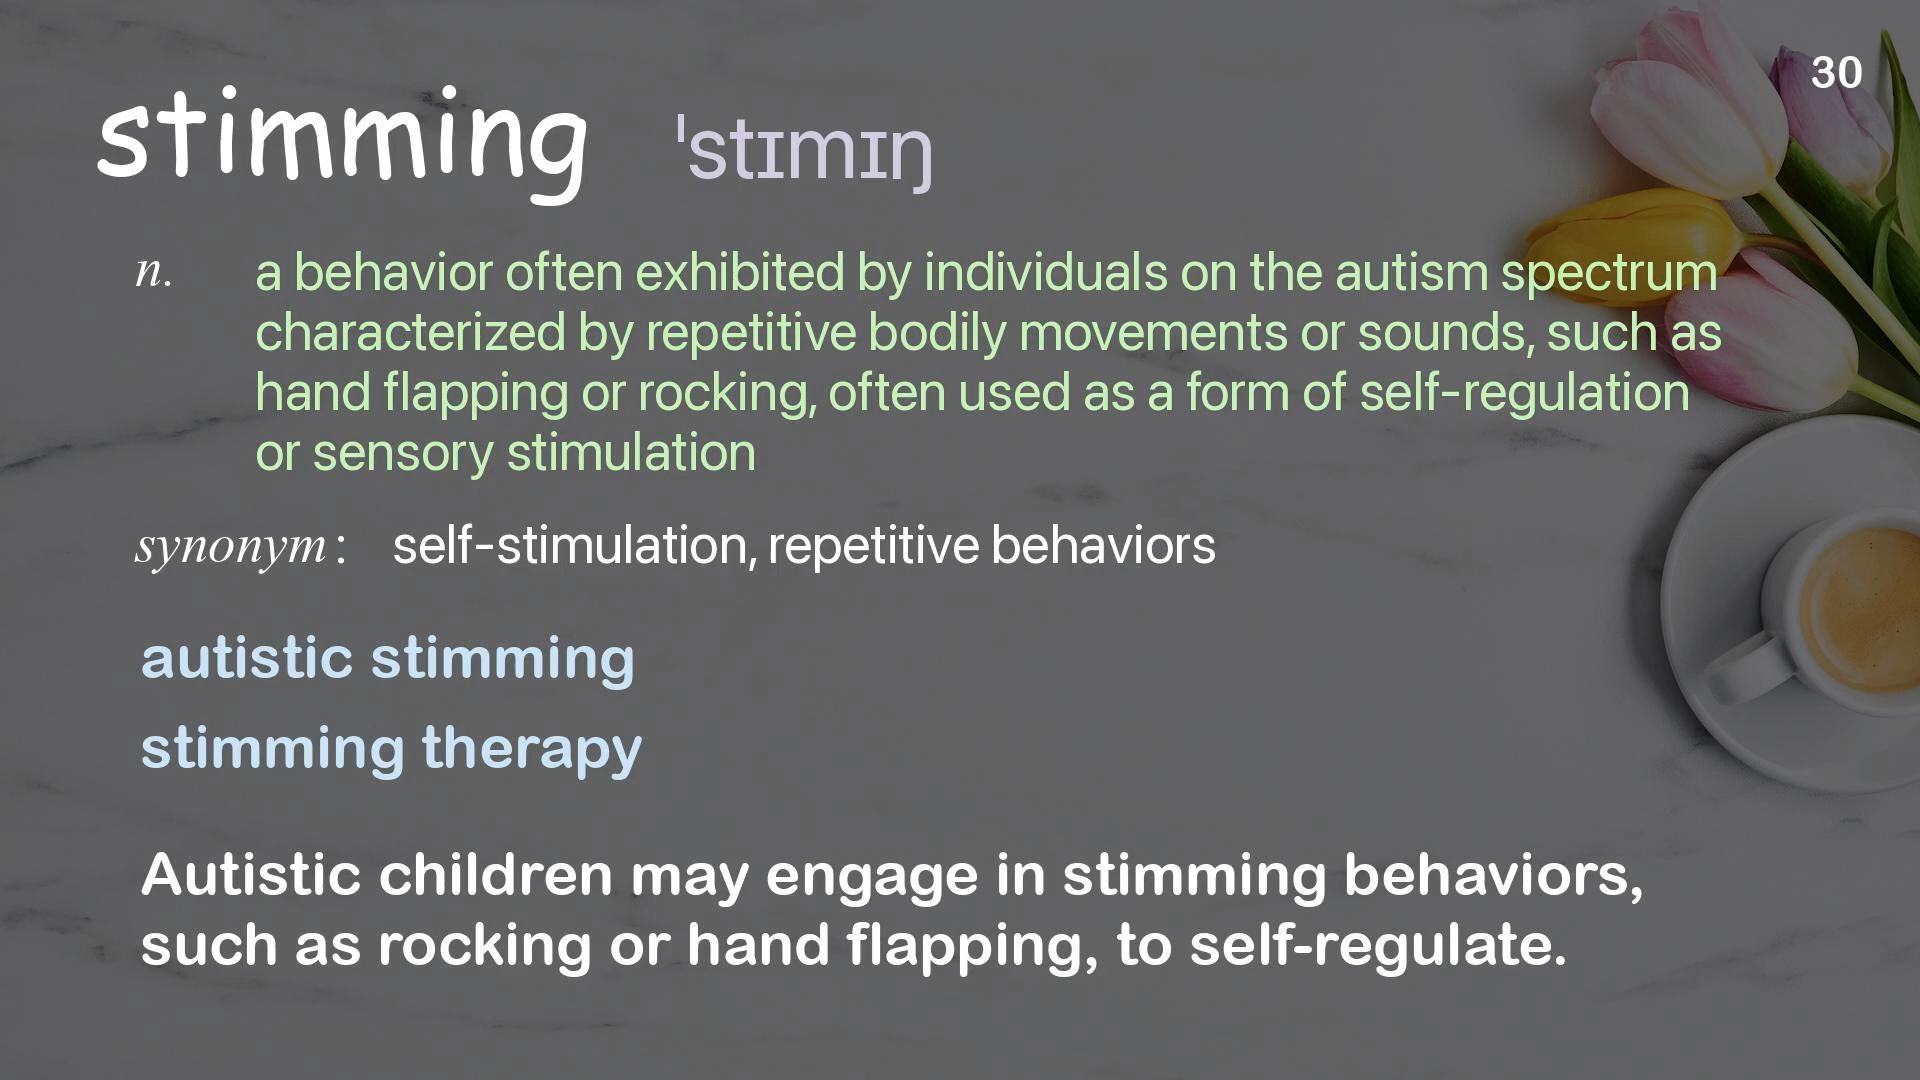 30
stimming ˈstɪmɪŋ
n. a behavior often exhibited by individuals on the autism spectrum
characterized by repetitive bodily movements or sounds, such as
hand flapping or rocking, often used as a form of self-regulation
or sensory stimulation
synonym: self-stimulation, repetitive behaviors
autistic stimming
stimming therapy
Autistic children may engage in stimming behaviors,
such as rocking or hand flapping, to self-regulate.